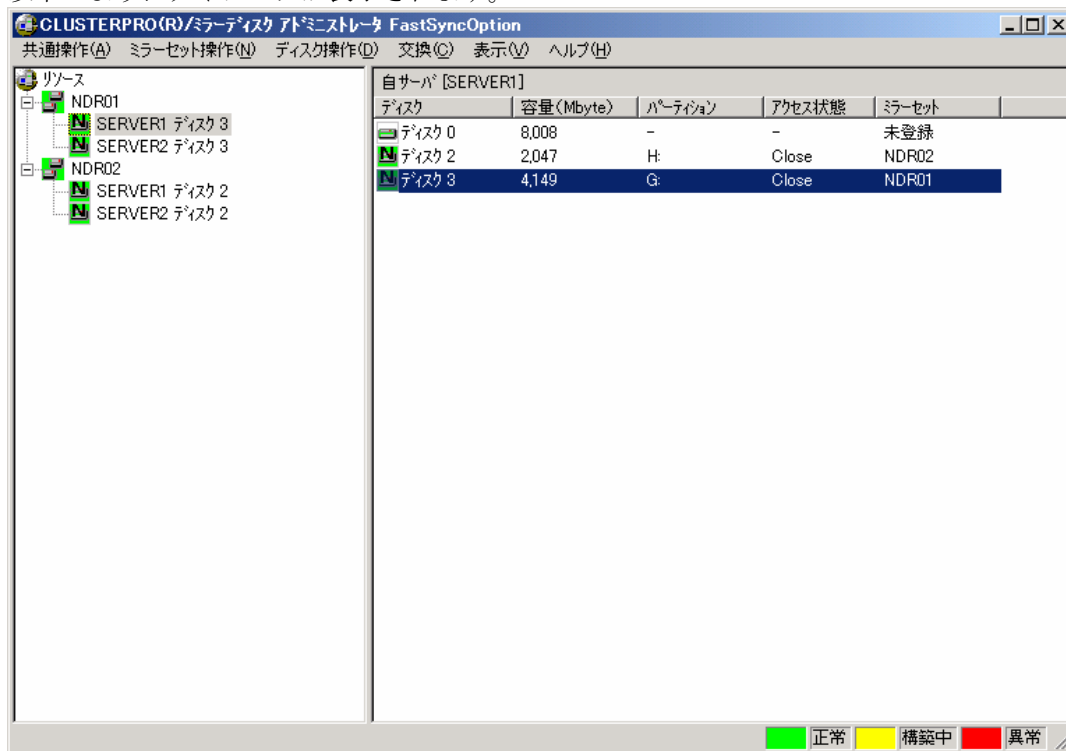 CLUSTERPRO(R)/ミラーディスク アドミニストレータ FastSyncOption
共通操作(A) ミラーセット操作(N) ディスク操作(D) 交換(C) 表示(V) ヘルプ(H)
リソース
NDR01
SERVER1 ディスク 3
SERVER2 ディスク 3
NDR02
SERVER1 ディスク 2
SERVER2 ディスク 2
自サーバ [SERVER1]
ディスク 容量(Mbyte) パーティション アクセス状態 ミラーセット
ディスク 0 8,008 - - 未登録
ディスク 2 2,047 H: Close NDR02
ディスク 3 4,149 G: Close NDR01
正常 構築中 異常